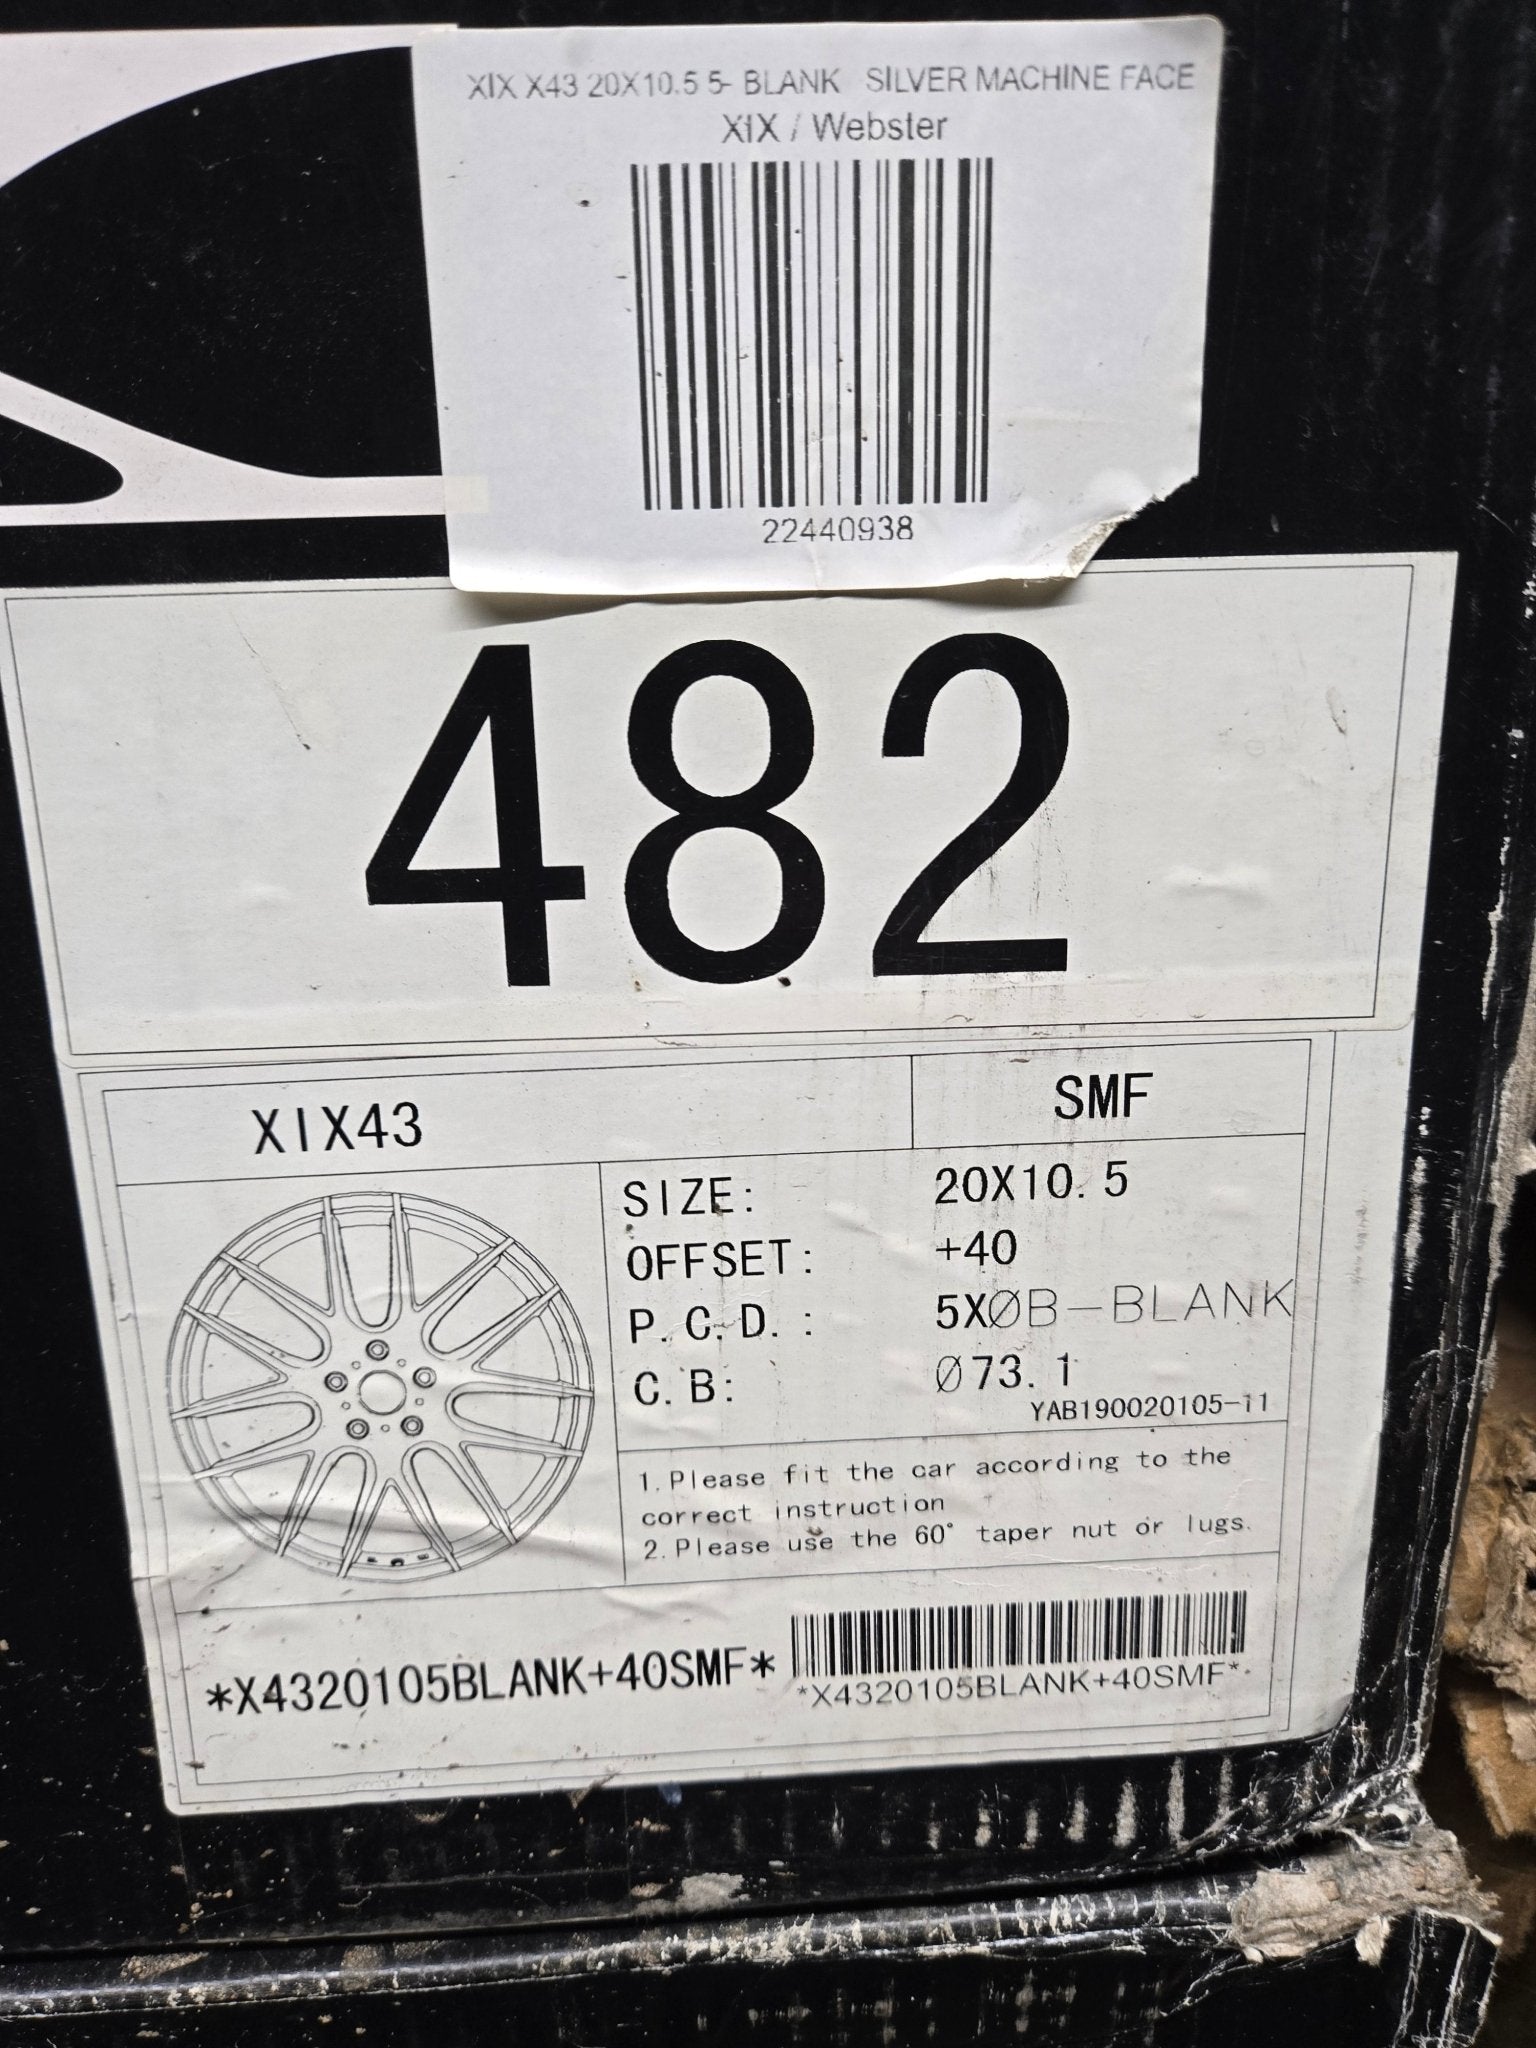 XIX X43 20X10.5 5- BLANK SILVER MACHINE FACE
XIX / Webster
22440938
482
XIX43
SMF
SIZE: 20X10.5
OFFSET: +40
P.C.D.: 5XØB-BLANK
C.B: Ø73.1
YAB190020105-11
1.Please fit the car according to the
correct instruction
2.Please use the 60° taper nut or lugs.
*X4320105BLANK+40SMF*
*X4320105BLANK+40SMF*